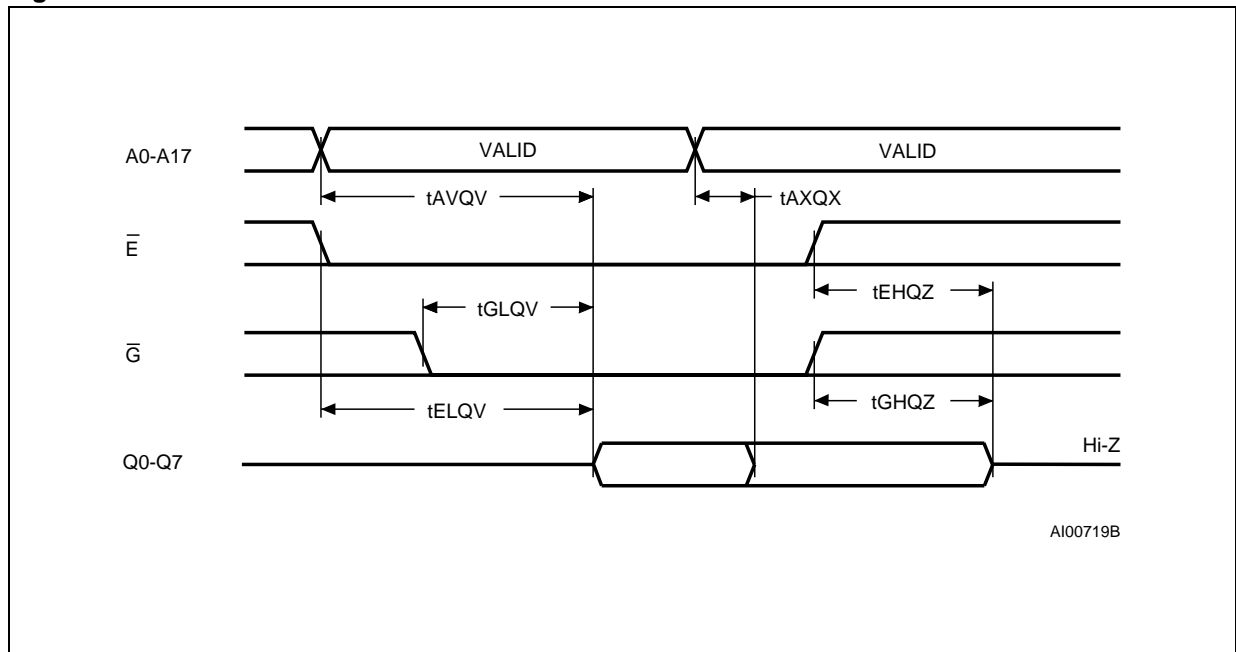 A0-A17
VALID
VALID
tAVQV
tAXQX
E̅
tEHQZ
tGLQV
G̅
tELQV
tGHQZ
Q0-Q7
Hi-Z
AI00719B